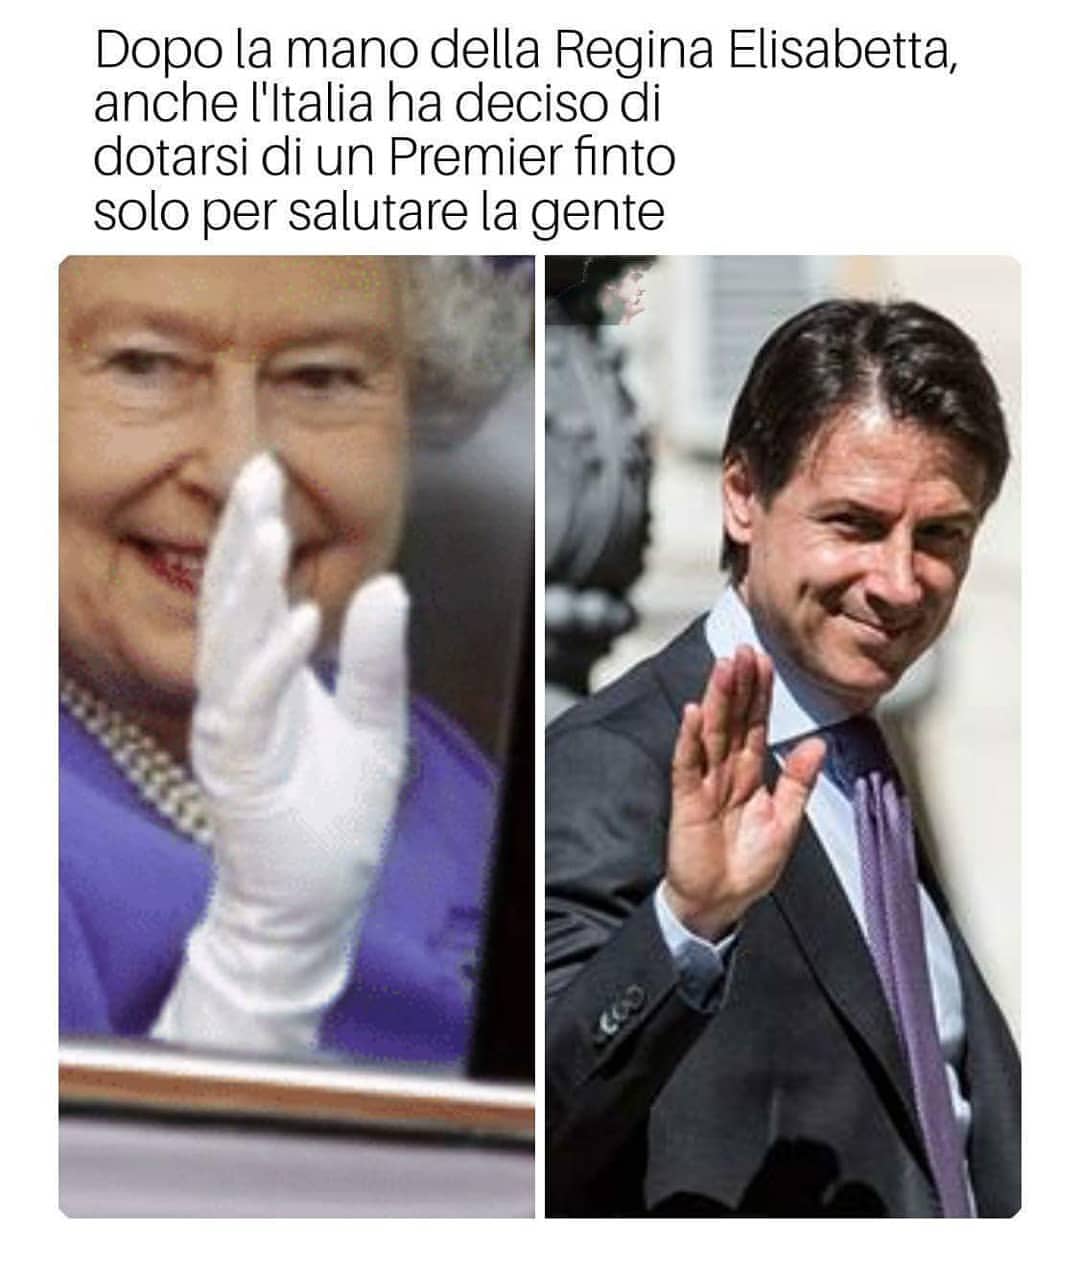 Dopo la mano della Regina Elisabetta,
anche l'Italia ha deciso di
dotarsi di un Premier finto
solo per salutare la gente